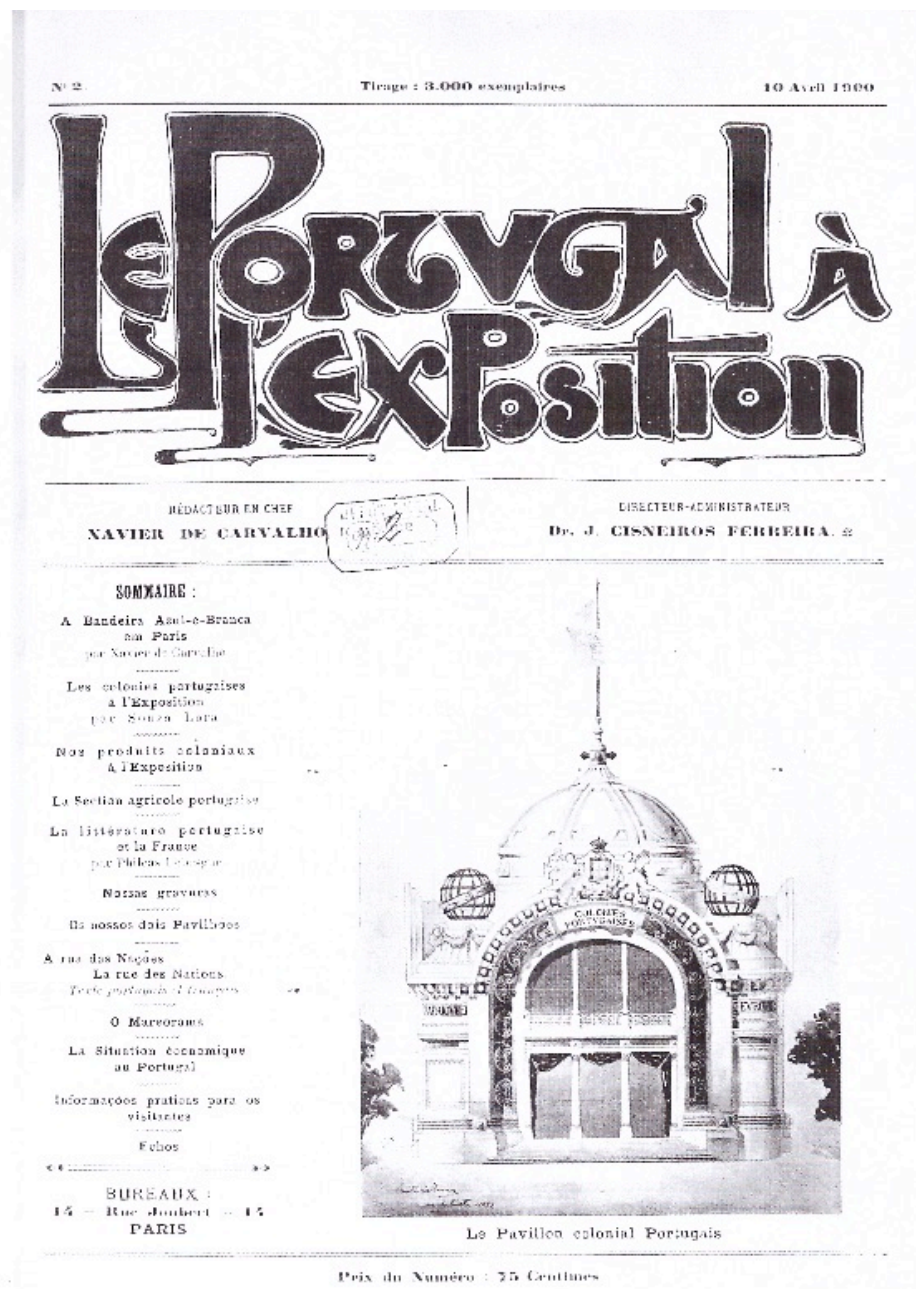 Nº 2
Tirage : 3.000 exemplaires
10 Avril 1900
LE PORTUGAL À
L'EXPOSITION
RÉDACTEUR EN CHEF
XAVIER DE CARVALHO
DIRECTEUR-ADMINISTRATEUR
Dr. J. CISNEIROS FERREIRA.
SOMMAIRE :
A Bandeira Azul-e-Branca
em Paris
par Xavier de Carvalho
Les colonies portugaises
à l'Exposition
par Souza Lara
Nos produits coloniaux
à l'Exposition
La Section agricole portugaise
La littérature portugaise
et la France
par Philéas Lebesgue
Nossas gravuras
Os nossos dois Pavilhões
A rua das Nações
La rue des Nations
Texte portugais et français
O Mareorama
La Situation économique
au Portugal
Informações praticas para os
visitantes
Echos
BUREAUX :
14 — Rue Joubert — 14
PARIS
COLONIES
PORTUGAISES
Le Pavillon colonial Portugais
Prix du Numéro : 75 Centimes